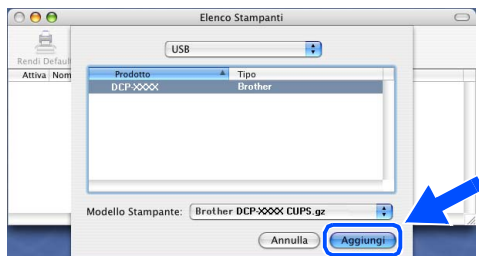 Elenco Stampanti
USB
Rendi Default
Attiva Nom
Prodotto Tipo
DCP-XXXX Brother
Modello Stampante: Brother DCP-XXXX CUPS.gz
Annulla Aggiungi